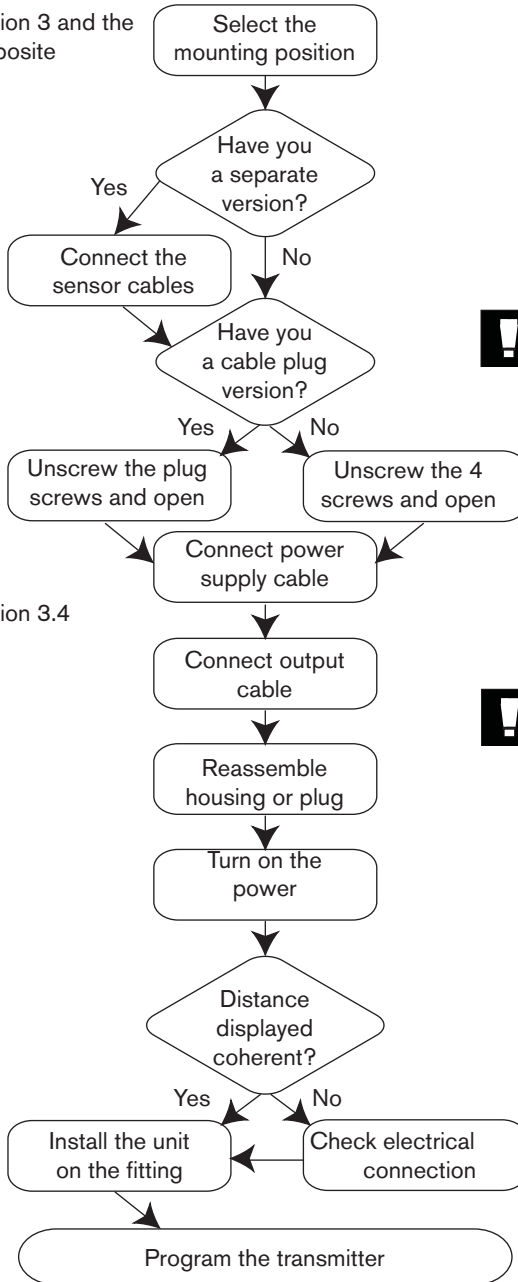 ion 3 and the
posite
Select the
mounting position
Have you
a separate
version?
Yes
No
Connect the
sensor cables
Have you
a cable plug
version?
Yes
No
Unscrew the plug
screws and open
Unscrew the 4
screws and open
Connect power
supply cable
ion 3.4
Connect output
cable
Reassemble
housing or plug
Turn on the
power
Distance
displayed
coherent?
Yes
No
Install the unit
on the fitting
Check electrical
connection
Program the transmitter